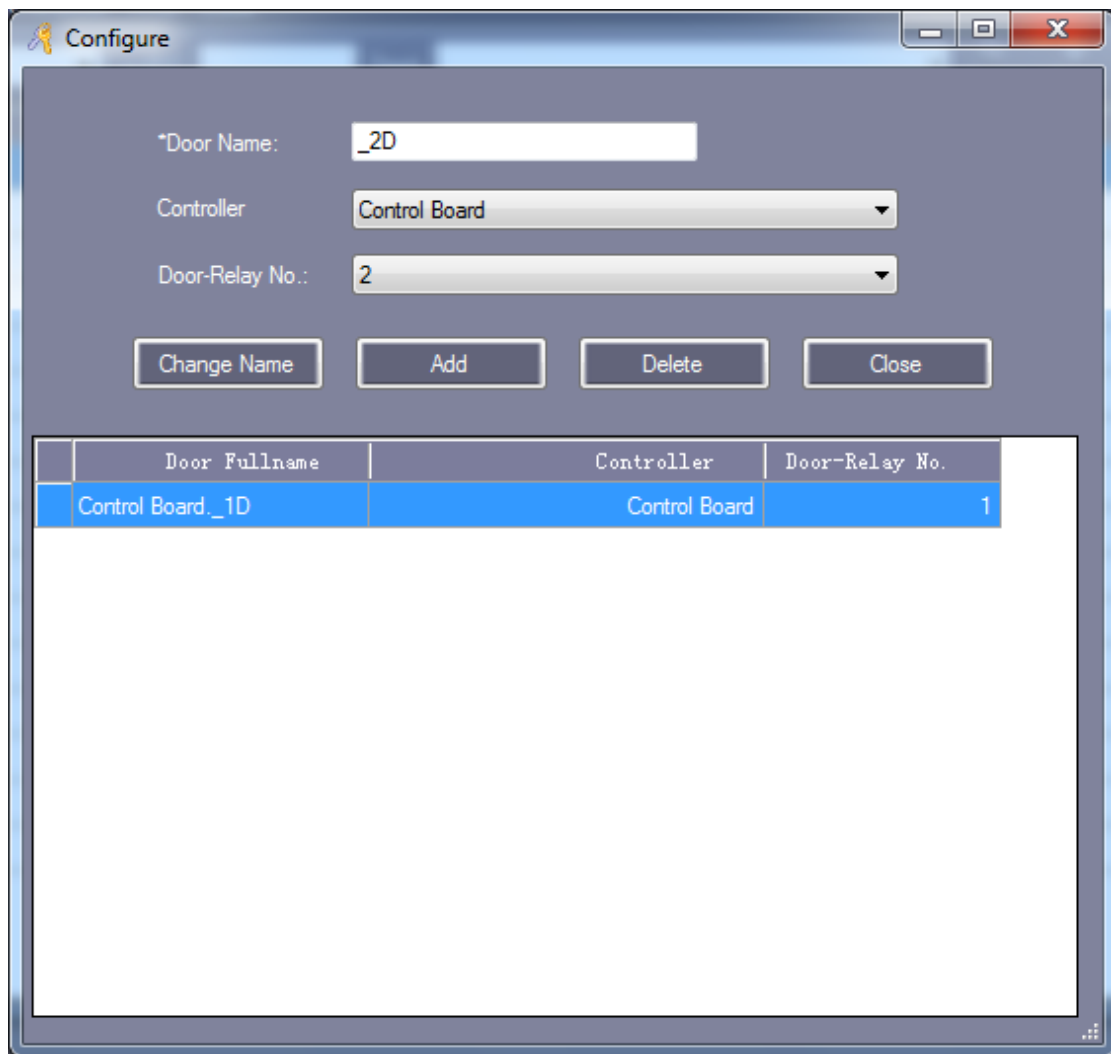 Configure
*Door Name: _2D
Controller Control Board
Door-Relay No.: 2
Change Name Add Delete Close
Door Fullname Controller Door-Relay No.
Control Board._1D Control Board 1